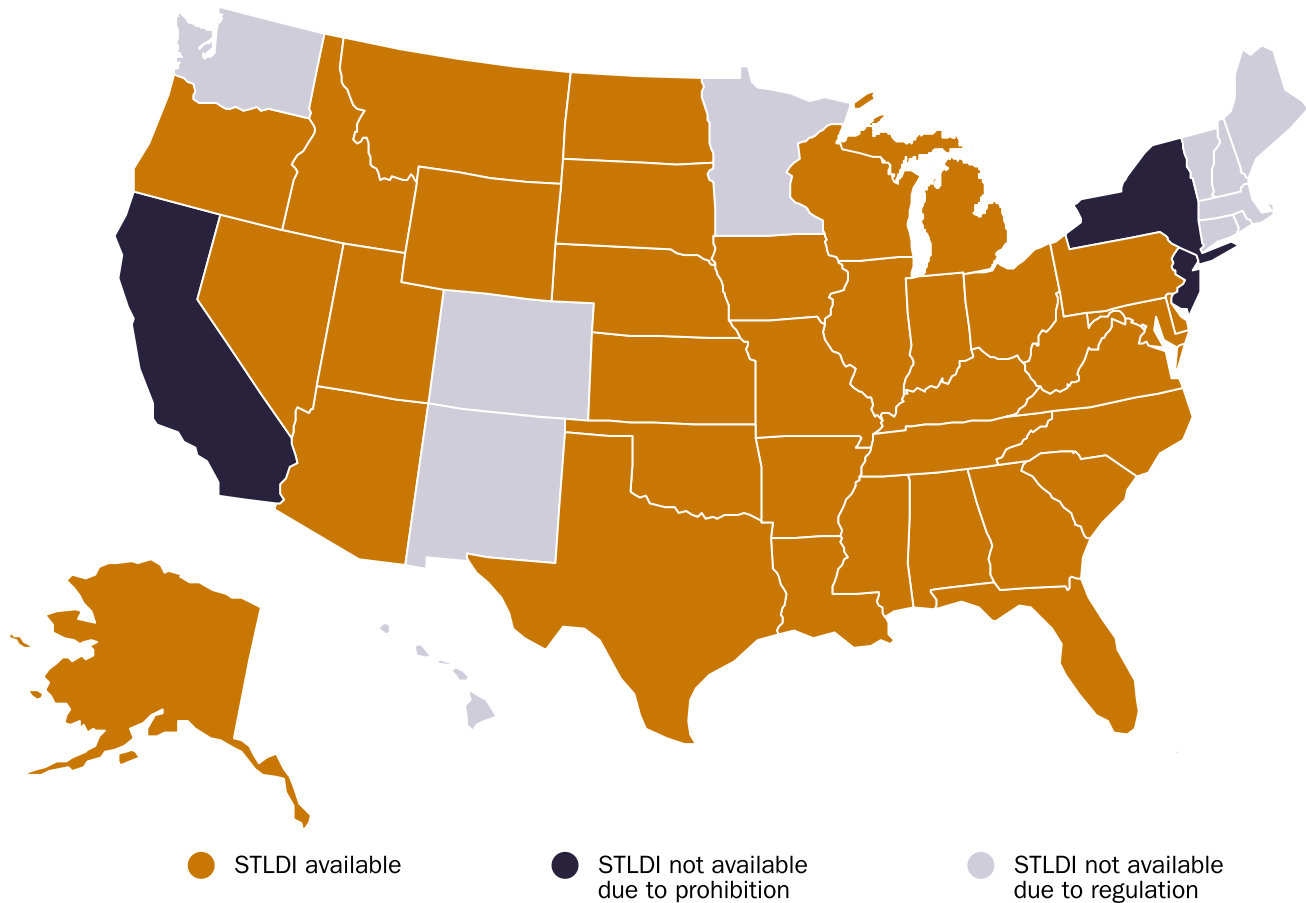 STLDI available
STLDI not available
due to prohibition
STLDI not available
due to regulation